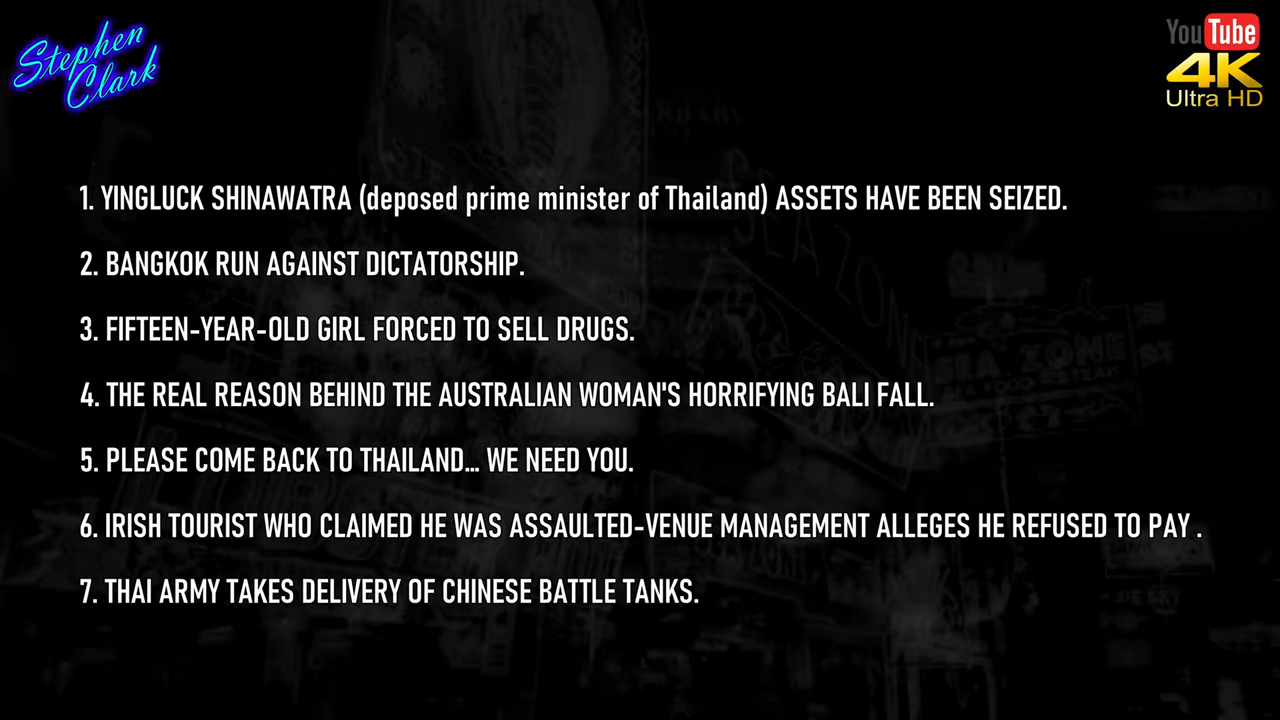 Stephen
Clark
YouTube
4K
Ultra HD
1. YINGLUCK SHINAWATRA (deposed prime minister of Thailand) ASSETS HAVE BEEN SEIZED.
2. BANGKOK RUN AGAINST DICTATORSHIP.
3. FIFTEEN-YEAR-OLD GIRL FORCED TO SELL DRUGS.
4. THE REAL REASON BEHIND THE AUSTRALIAN WOMAN'S HORRIFYING BALI FALL.
5. PLEASE COME BACK TO THAILAND... WE NEED YOU.
6. IRISH TOURIST WHO CLAIMED HE WAS ASSAULTED-VENUE MANAGEMENT ALLEGES HE REFUSED TO PAY .
7. THAI ARMY TAKES DELIVERY OF CHINESE BATTLE TANKS.
SEA ZONE